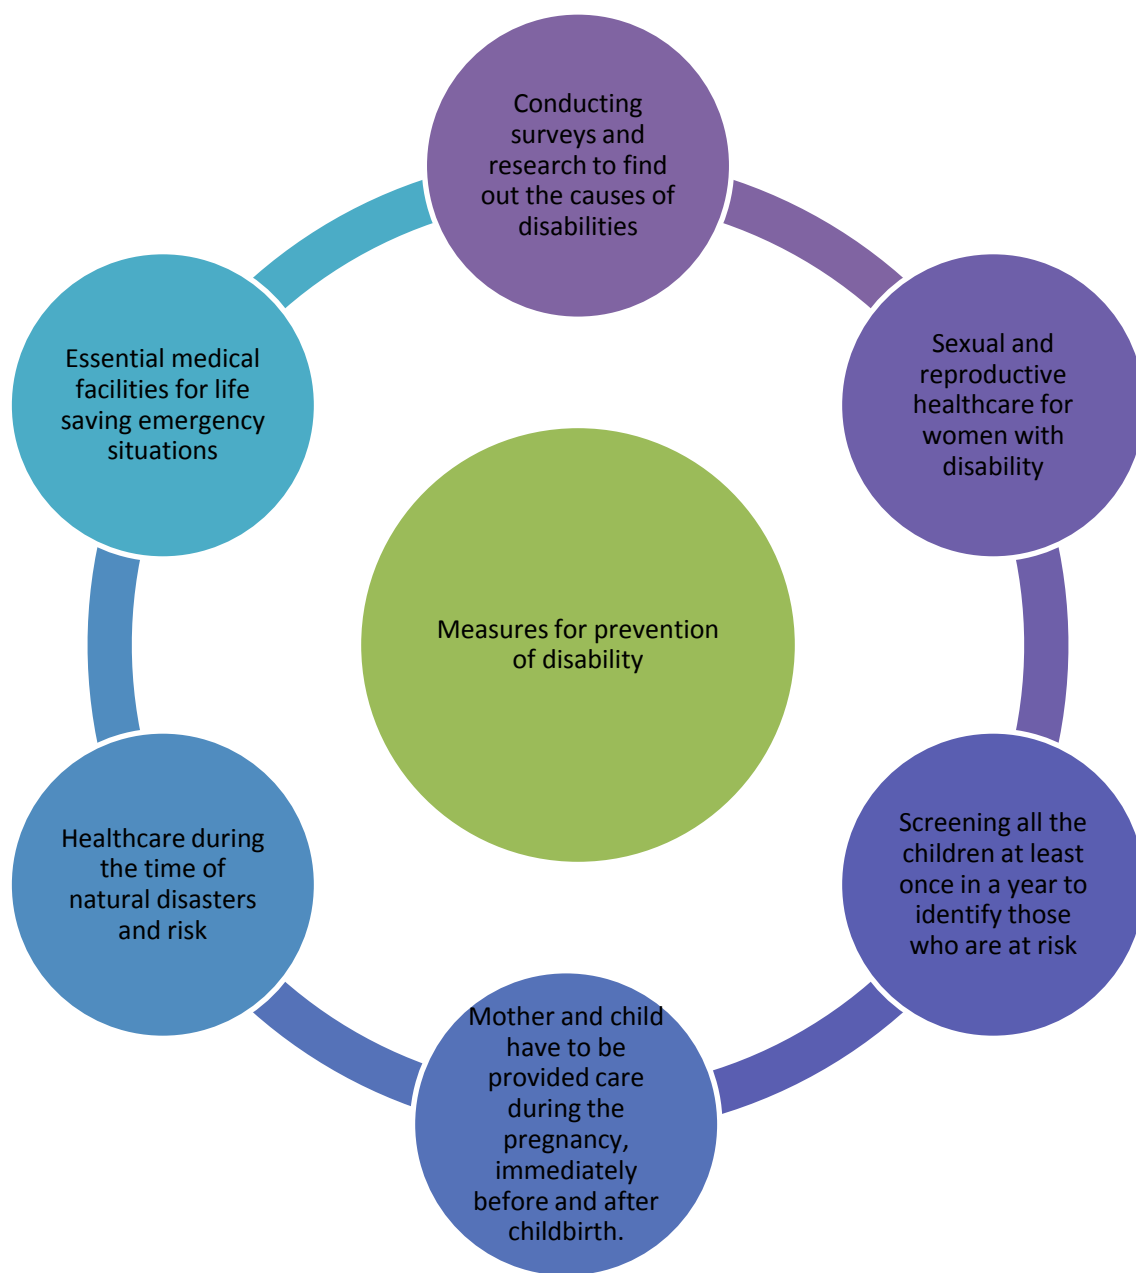 Conducting
surveys and
research to find
out the causes of
disabilities
Sexual and
reproductive
healthcare for
women with
disability
Screening all the
children at least
once in a year to
identify those
who are at risk
Mother and child
have to be
provided care
during the
pregnancy,
immediately
before and after
childbirth.
Healthcare during
the time of
natural disasters
and risk
Essential medical
facilities for life
saving emergency
situations
Measures for prevention
of disability